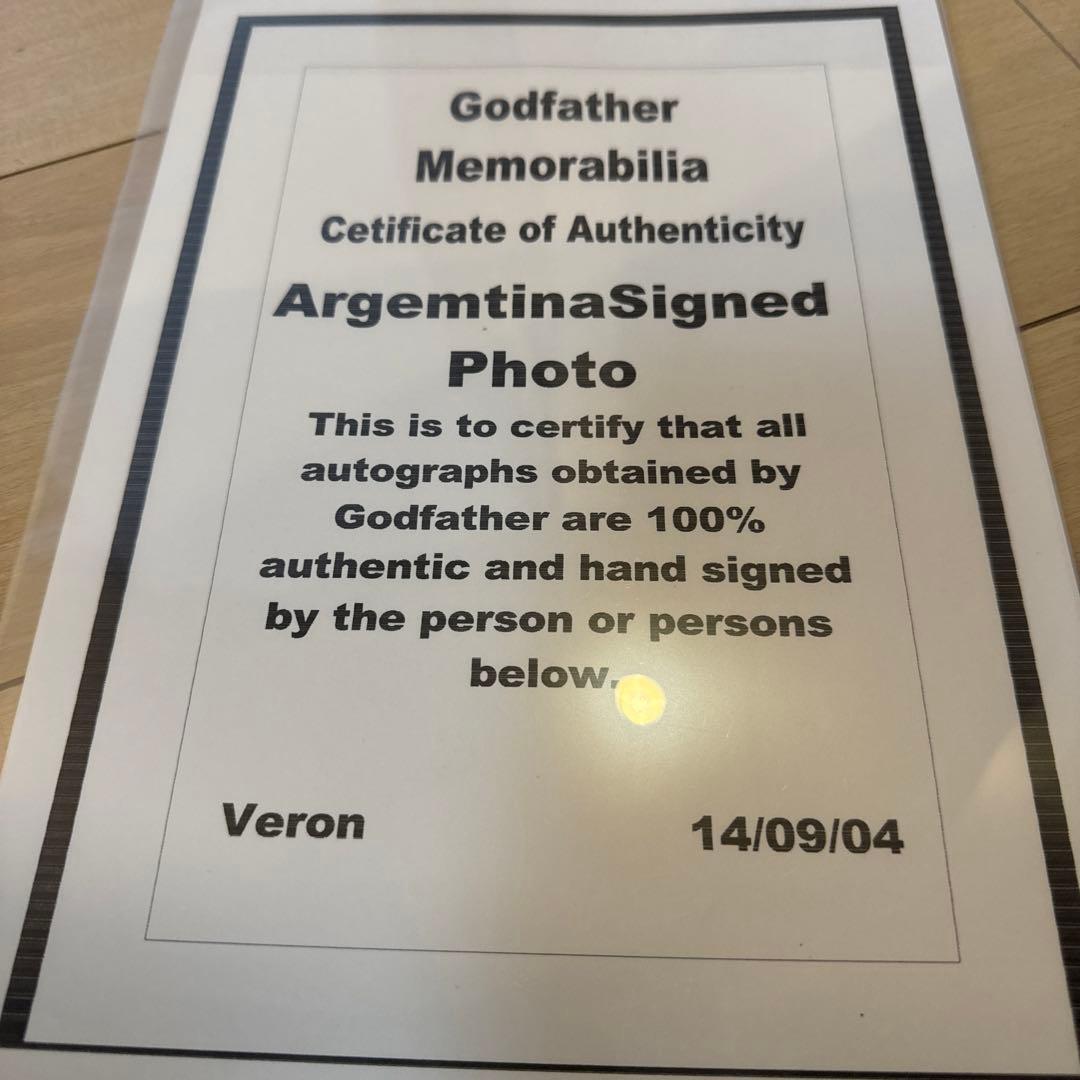 Godfather
Memorabilia
Cetificate of Authenticity
ArgemtinaSigned
Photo
This is to certify that all
autographs obtained by
Godfather are 100%
authentic and hand signed
by the person or persons
below.
Veron 14/09/04